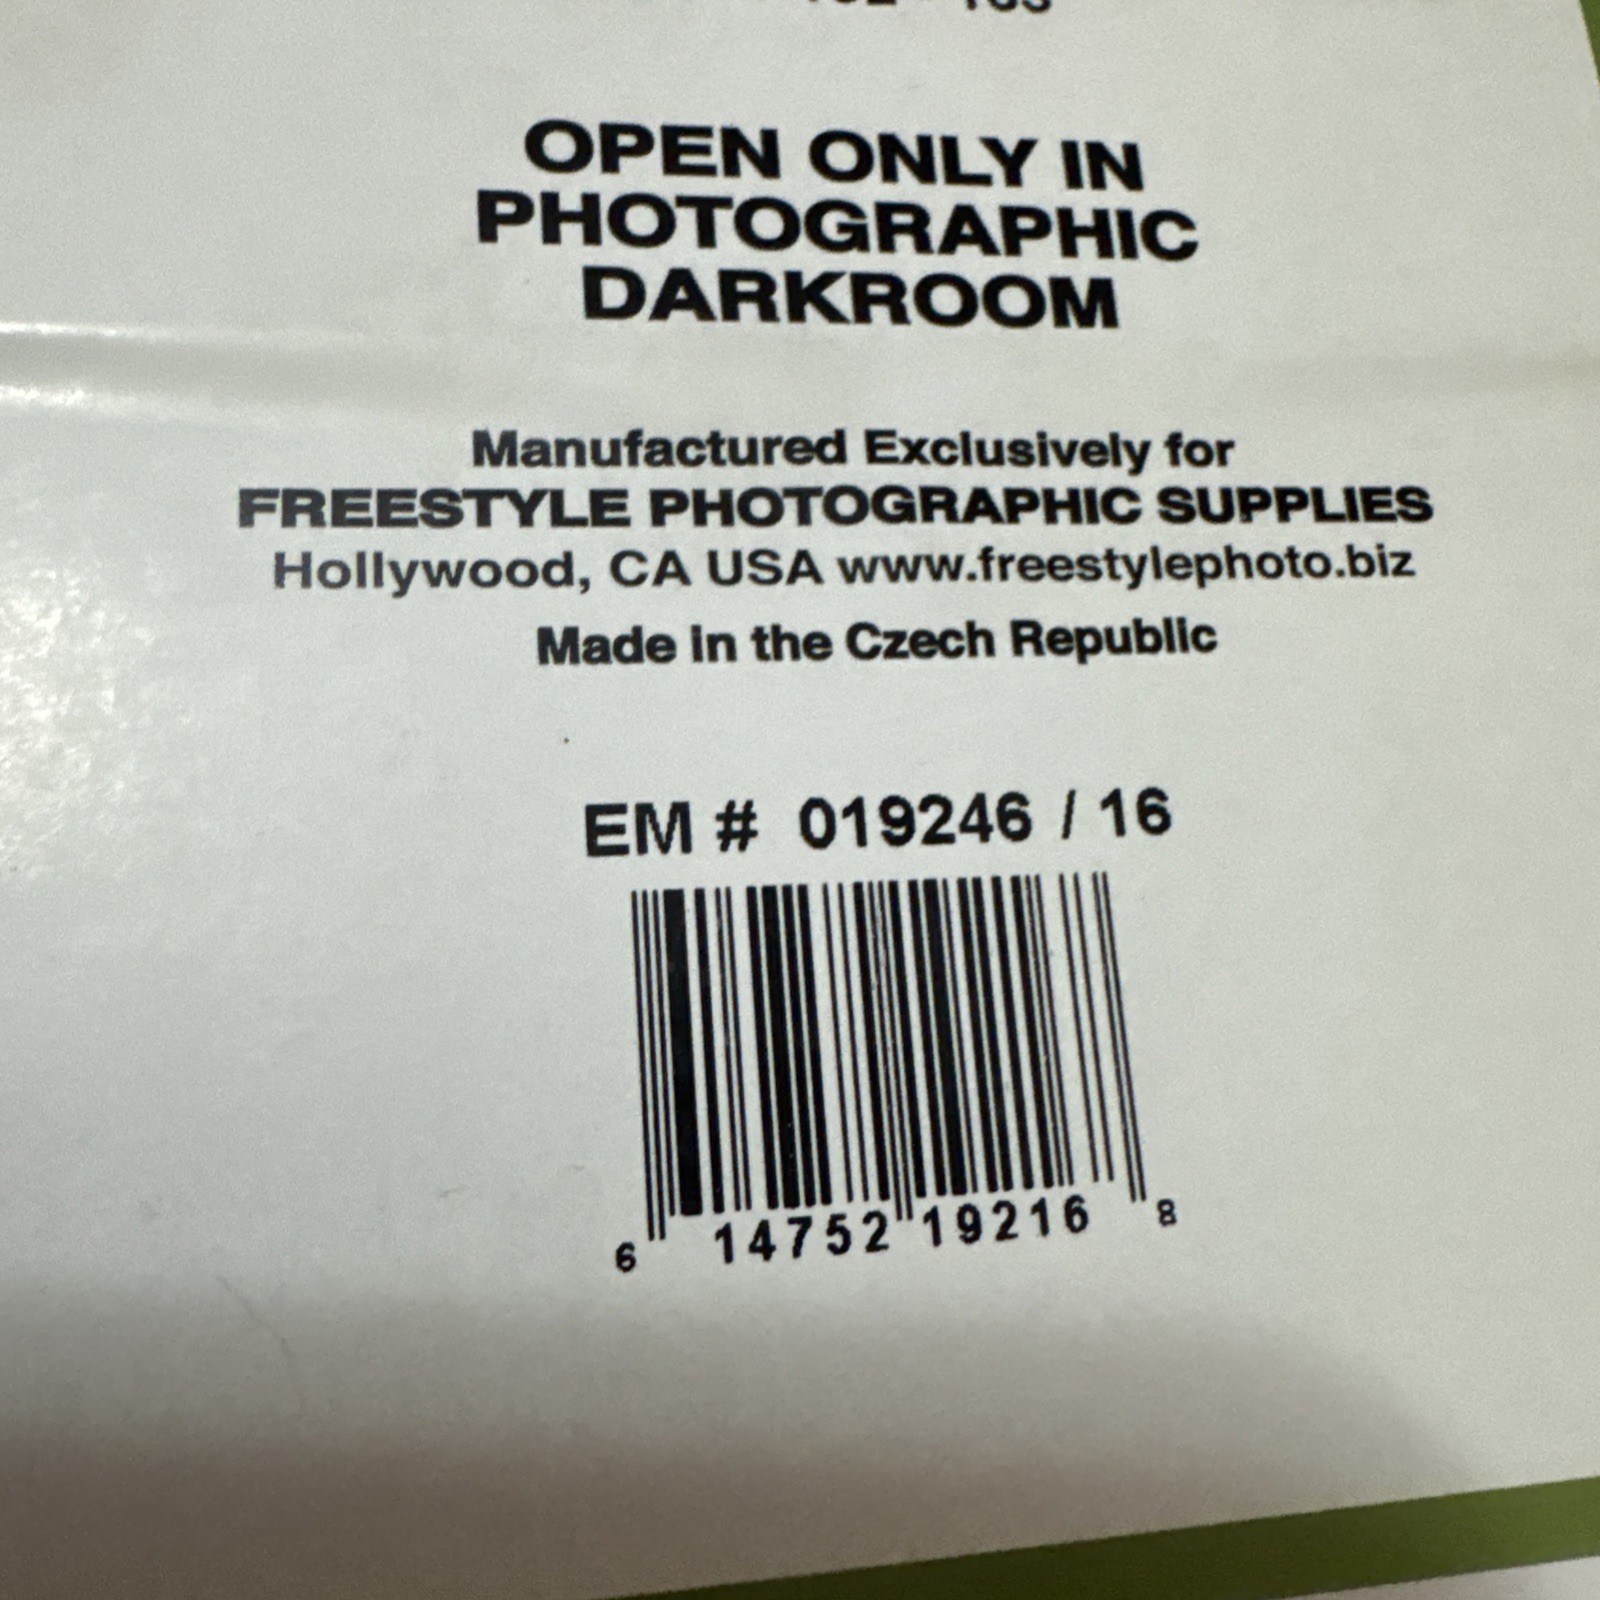 OPEN ONLY IN
PHOTOGRAPHIC
DARKROOM
Manufactured Exclusively for
FREESTYLE PHOTOGRAPHIC SUPPLIES
Hollywood, CA USA www.freestylephoto.biz
Made in the Czech Republic
EM # 019246 / 16
6 14752 19216 8